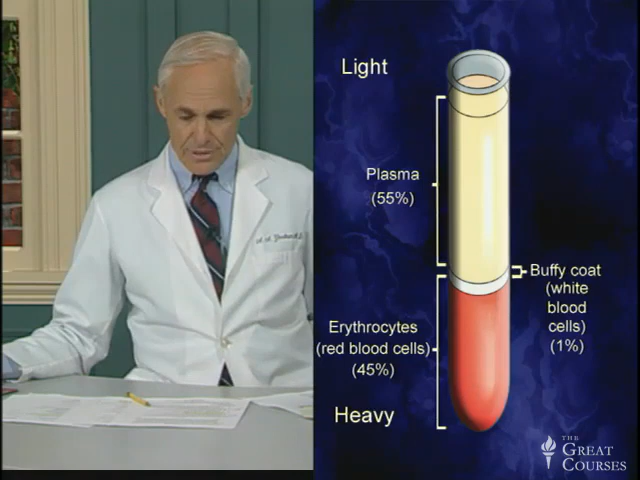 Light
Plasma
(55%)
Buffy coat
(white
blood
cells)
(1%)
Erythrocytes
(red blood cells)
(45%)
Heavy
THE
GREAT
COURSES